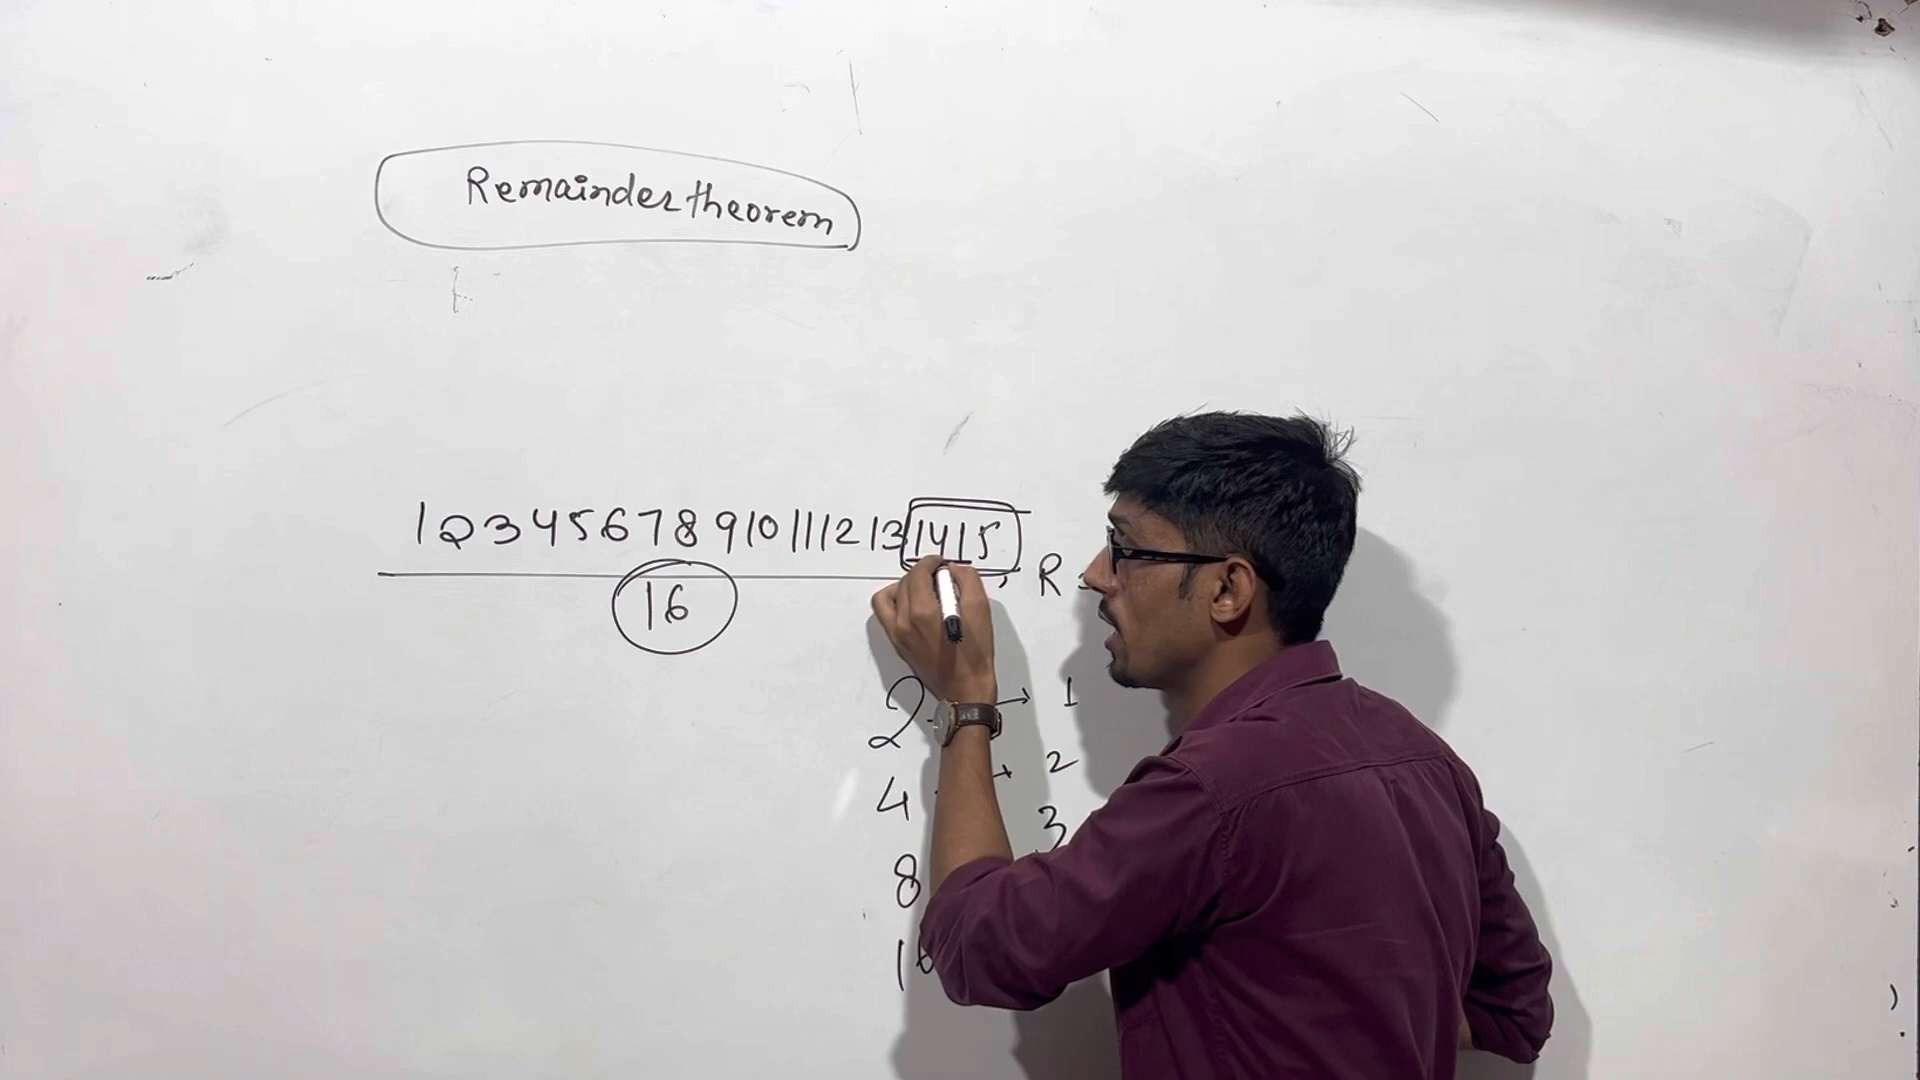 Remainder theorem
1 2 3 4 5 6 7 8 9 10 11 12 13 14 15
16
, R
2 → 1
4 → 2
8 3
16